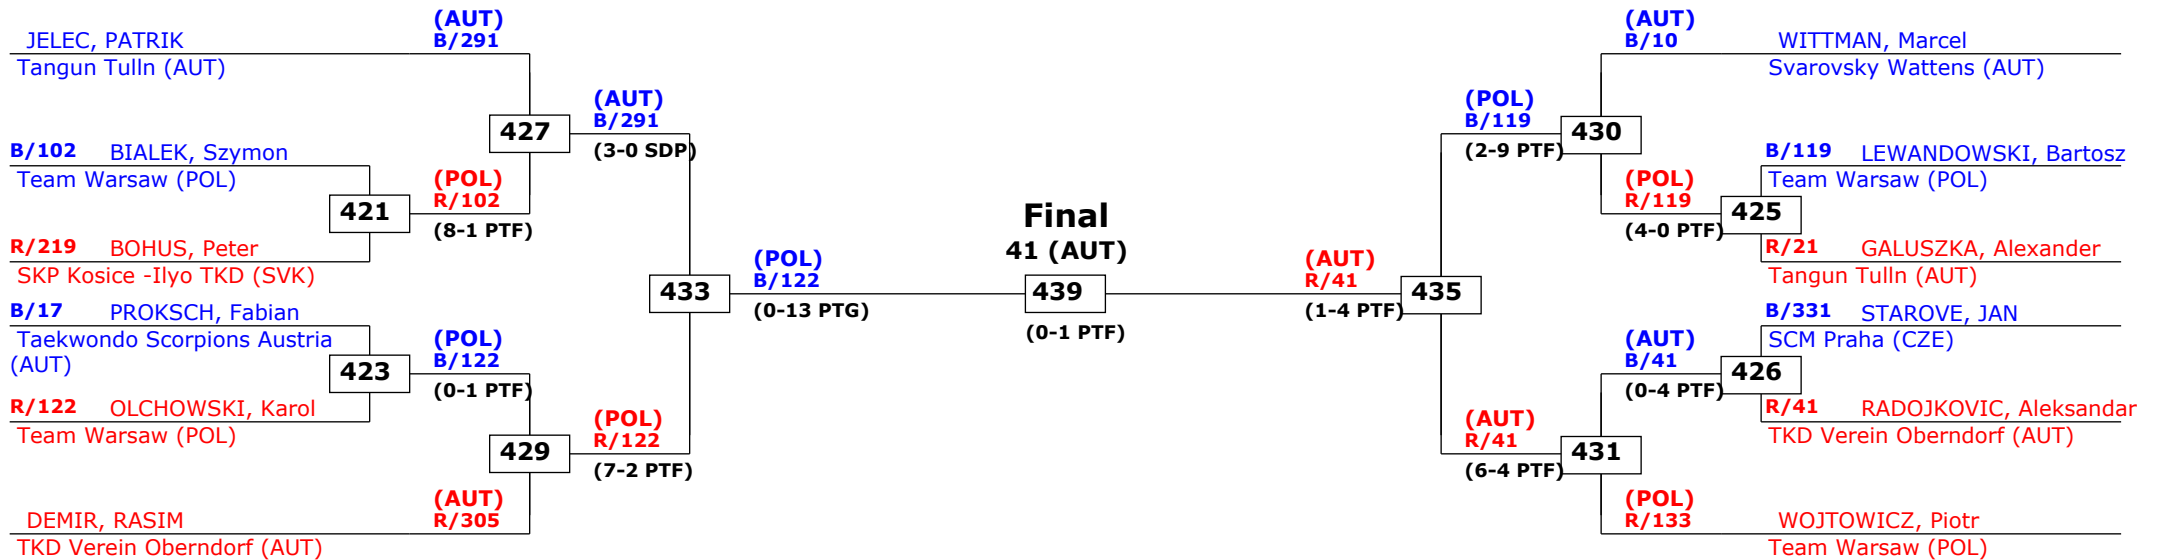 (AUT)
B/291
JELEC, PATRIK
Tangun Tulln (AUT)
427
(AUT)
B/291
(3-0 SDP)
B/102 BIALEK, Szymon
Team Warsaw (POL)
421
(POL)
R/102
(8-1 PTF)
R/219 BOHUS, Peter
SKP Kosice -Ilyo TKD (SVK)
433
(POL)
B/122
(0-13 PTG)
B/17 PROKSCH, Fabian
Taekwondo Scorpions Austria
(AUT)
423
(POL)
B/122
(0-1 PTF)
R/122 OLCHOWSKI, Karol
Team Warsaw (POL)
429
(POL)
R/122
(7-2 PTF)
(AUT)
R/305
DEMIR, RASIM
TKD Verein Oberndorf (AUT)
Final
41 (AUT)
439
(0-1 PTF)
(AUT)
B/10
WITTMAN, Marcel
Svarovsky Wattens (AUT)
(POL)
B/119
(2-9 PTF)
430
B/119 LEWANDOWSKI, Bartosz
Team Warsaw (POL)
(POL)
R/119
(4-0 PTF)
425
R/21 GALUSZKA, Alexander
Tangun Tulln (AUT)
(AUT)
R/41
(1-4 PTF)
435
B/331 STAROVE, JAN
SCM Praha (CZE)
(AUT)
B/41
(0-4 PTF)
426
R/41 RADOJKOVIC, Aleksandar
TKD Verein Oberndorf (AUT)
(AUT)
R/41
(6-4 PTF)
431
(POL)
R/133
WOJTOWICZ, Piotr
Team Warsaw (POL)